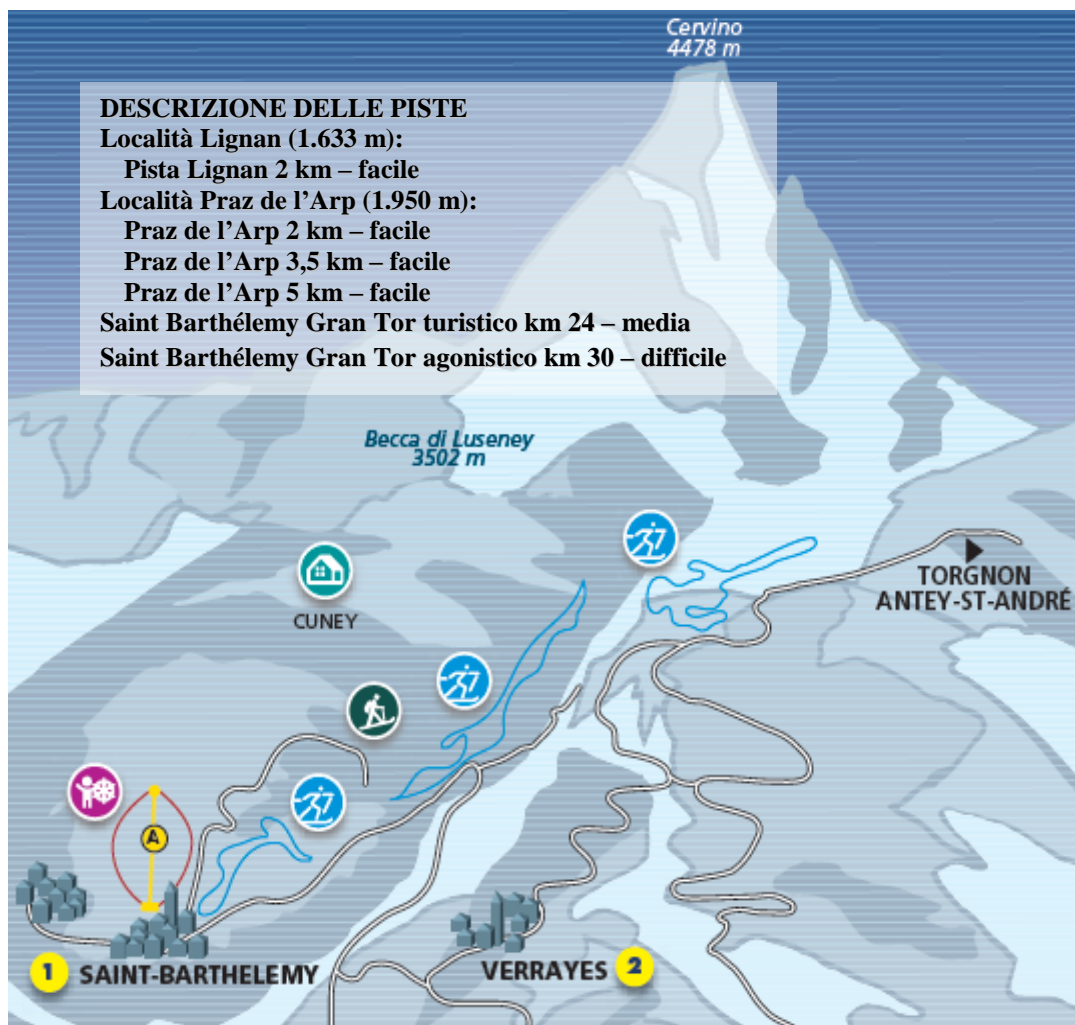 Cervino
4478 m
DESCRIZIONE DELLE PISTE
Località Lignan (1.633 m):
Pista Lignan 2 km – facile
Località Praz de l’Arp (1.950 m):
Praz de l’Arp 2 km – facile
Praz de l’Arp 3,5 km – facile
Praz de l’Arp 5 km – facile
Saint Barthélemy Gran Tor turistico km 24 – media
Saint Barthélemy Gran Tor agonistico km 30 – difficile
Becca di Luseney
3502 m
CUNEY
TORGNON
ANTEY-ST-ANDRÉ
A
1 SAINT-BARTHELEMY
VERRAYES 2